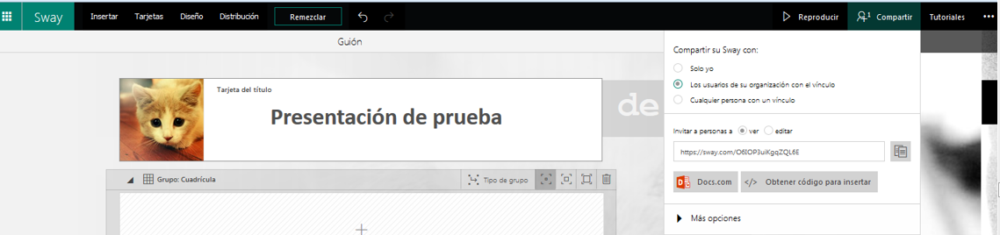 Sway Insertar Tarjetas Diseño Distribución Remezclar Reproducir Compartir Tutoriales
Guión
Tarjeta del título
Presentación de prueba
de
Grupo: Cuadrícula Tipo de grupo
Compartir su Sway con:
Solo yo
Los usuarios de su organización con el vínculo
Cualquier persona con un vínculo
Invitar a personas a ver editar
https://sway.com/O6IOP3uiKgqZQL6E
Docs.com </> Obtener código para insertar
Más opciones